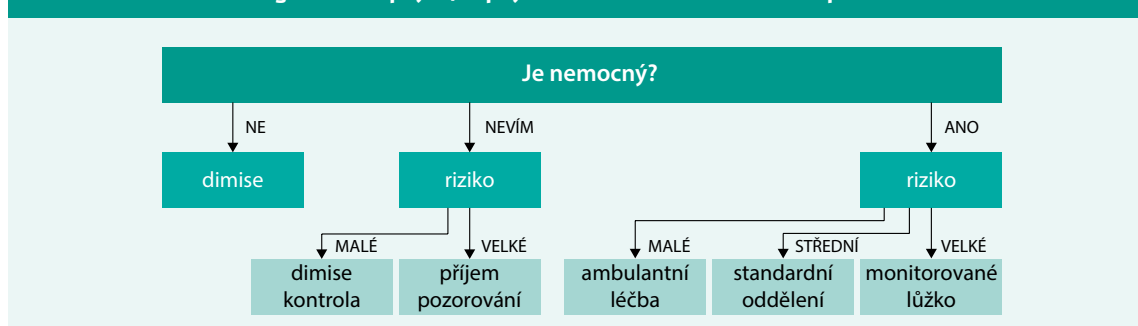 Je nemocný?
NE
NEVÍM
ANO
dimise
riziko
riziko
MALÉ
VELKÉ
MALÉ
STŘEDNÍ
VELKÉ
dimise
kontrola
příjem
pozorování
ambulantní
léčba
standardní
oddělení
monitorované
lůžko